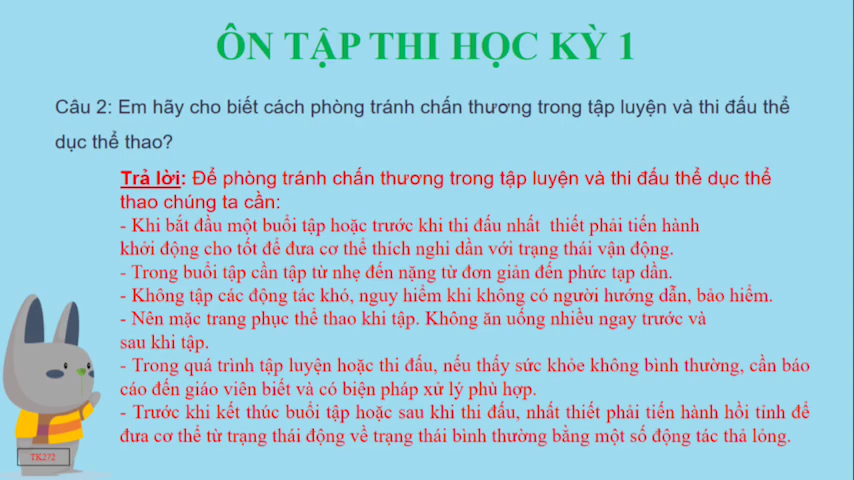 ÔN TẬP THI HỌC KỲ 1
Câu 2: Em hãy cho biết cách phòng tránh chấn thương trong tập luyện và thi đấu thể
dục thể thao?
Trả lời: Để phòng tránh chấn thương trong tập luyện và thi đấu thể dục thể
thao chúng ta cần:
- Khi bắt đầu một buổi tập hoặc trước khi thi đấu nhất thiết phải tiến hành
khởi động cho tốt để đưa cơ thể thích nghi dần với trạng thái vận động.
- Trong buổi tập cần tập từ nhẹ đến nặng từ đơn giản đến phức tạp dần.
- Không tập các động tác khó, nguy hiểm khi không có người hướng dẫn, bảo hiểm.
- Nên mặc trang phục thể thao khi tập. Không ăn uống nhiều ngay trước và
sau khi tập.
- Trong quá trình tập luyện hoặc thi đấu, nếu thấy sức khỏe không bình thường, cần báo
cáo đến giáo viên biết và có biện pháp xử lý phù hợp.
- Trước khi kết thúc buổi tập hoặc sau khi thi đấu, nhất thiết phải tiến hành hồi tỉnh để
đưa cơ thể từ trạng thái động về trạng thái bình thường bằng một số động tác thả lỏng.
TK272